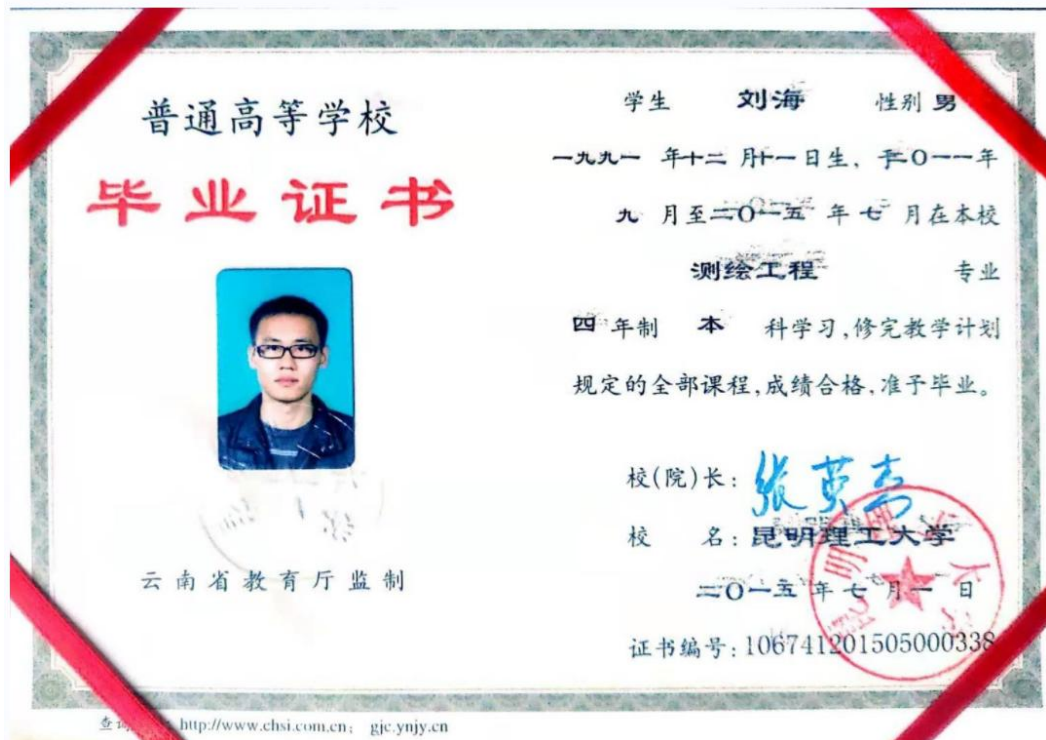 普通高等学校
毕业证书
云南省教育厅监制
学生 刘海 性别 男
一九九一 年十二 月十一日生，于二〇一一年
九 月至二〇一五 年 七 月在本校
测绘工程 专业
四 年制 本 科学习，修完教学计划
规定的全部课程，成绩合格，准予毕业。
校(院)长： 张英杰
校 名： 昆明理工大学
二〇一五 年 七 月 一 日
证书编号：106741201505000338
http://www.chsi.com.cn; gjc.ynjy.cn